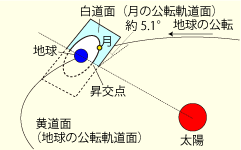 白道面（月の公転軌道面）
約 5.1°
地球の公転
月
地球
昇交点
黄道面
（地球の公転軌道面）
太陽